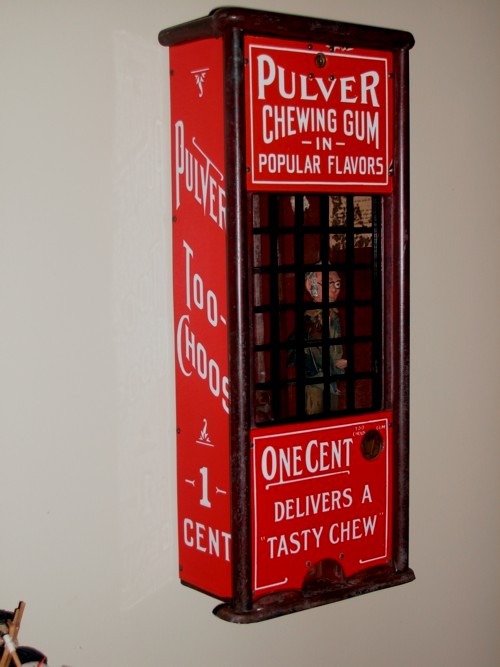 PULVER
CHEWING GUM
IN
POPULAR FLAVORS
PULVER
TOO-
CHOOS
1
CENT
ONE CENT
DELIVERS A
"TASTY CHEW"